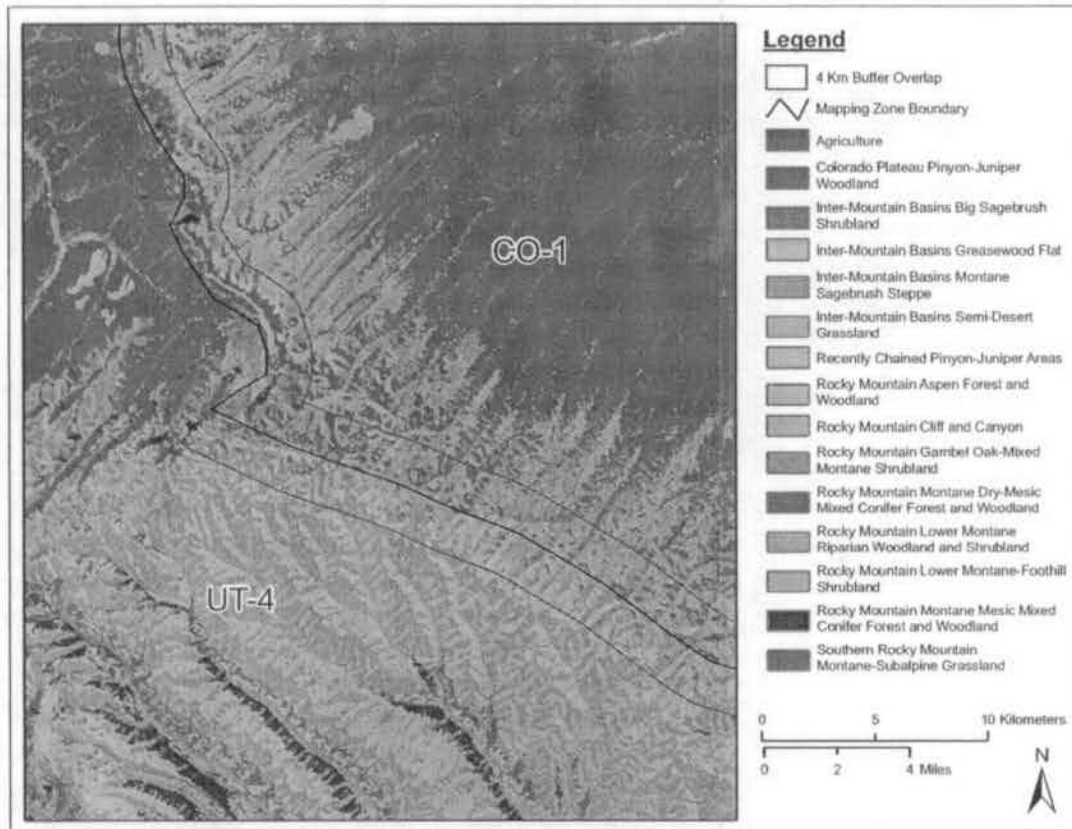 CO-1
UT-4
Legend
4 Km Buffer Overlap
Mapping Zone Boundary
Agriculture
Colorado Plateau Pinyon-Juniper
Woodland
Inter-Mountain Basins Big Sagebrush
Shrubland
Inter-Mountain Basins Greasewood Flat
Inter-Mountain Basins Montane
Sagebrush Steppe
Inter-Mountain Basins Semi-Desert
Grassland
Recently Chained Pinyon-Juniper Areas
Rocky Mountain Aspen Forest and
Woodland
Rocky Mountain Cliff and Canyon
Rocky Mountain Gambel Oak-Mixed
Montane Shrubland
Rocky Mountain Montane Dry-Mesic
Mixed Conifer Forest and Woodland
Rocky Mountain Lower Montane
Riparian Woodland and Shrubland
Rocky Mountain Lower Montane-Foothill
Shrubland
Rocky Mountain Montane Mesic Mixed
Conifer Forest and Woodland
Southern Rocky Mountain
Montane-Subalpine Grassland
0 5 10 Kilometers
0 2 4 Miles
N